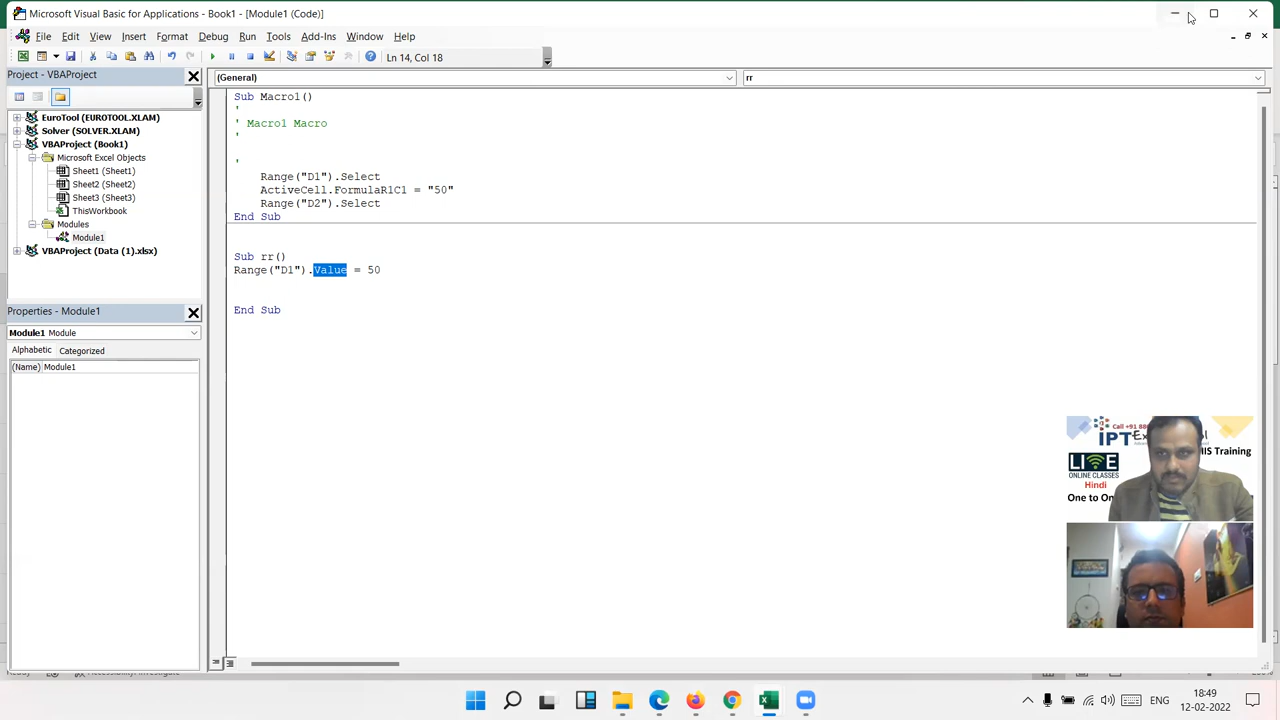 Microsoft Visual Basic for Applications - Book1 - [Module1 (Code)]
File Edit View Insert Format Debug Run Tools Add-Ins Window Help
Ln 14, Col 18
Project - VBAProject
(General)
rr
EuroTool (EUROTOOL.XLAM)
Solver (SOLVER.XLAM)
VBAProject (Book1)
Microsoft Excel Objects
Sheet1 (Sheet1)
Sheet2 (Sheet2)
Sheet3 (Sheet3)
ThisWorkbook
Modules
Module1
VBAProject (Data (1).xlsx)
Sub Macro1()
'
' Macro1 Macro
'
'
Range("D1").Select
ActiveCell.FormulaR1C1 = "50"
Range("D2").Select
End Sub
Sub rr()
Range("D1").Value = 50
End Sub
Properties - Module1
Module1 Module
Alphabetic Categorized
(Name) Module1
Call +91
IPT
LIVE
ONLINE CLASSES
Hindi
One to
MIS Training
ENG
18:49
12-02-2022